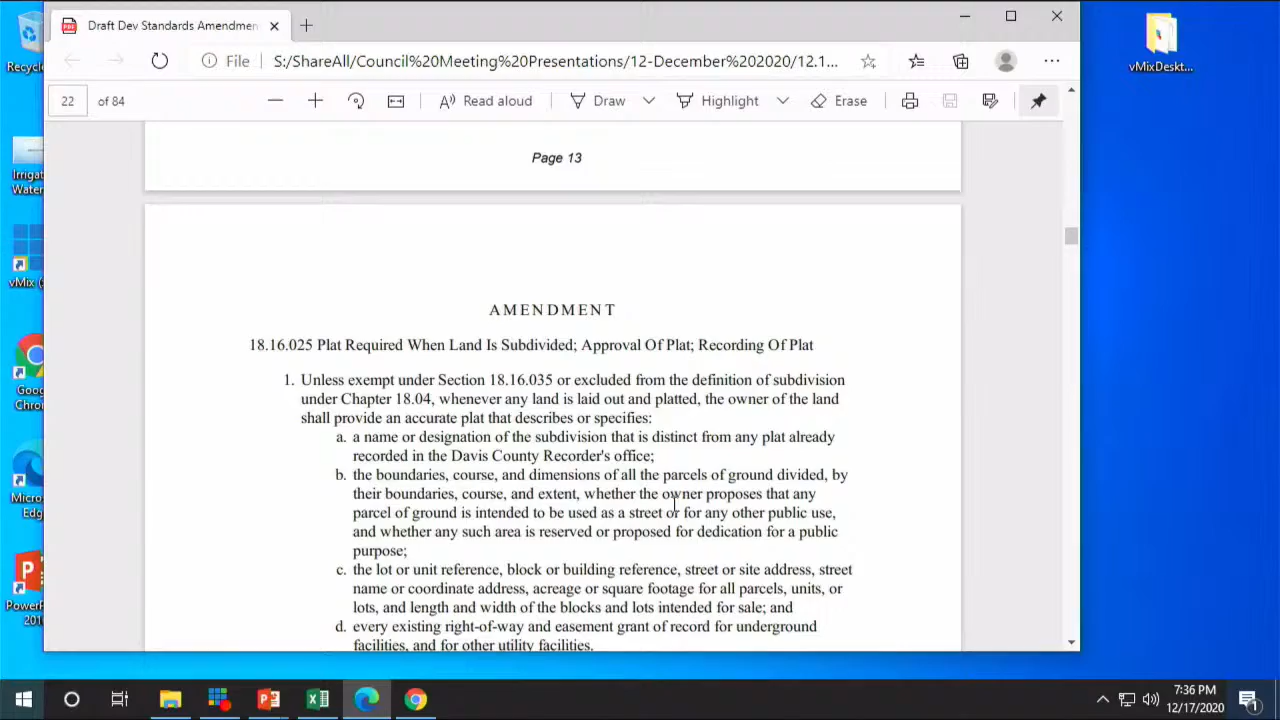 Draft Dev Standards Amendmen
Recycle
File
S:/ShareAll/Council%20Meeting%20Presentations/12-December%202020/12.1...
vMixDeskt...
22
of 84
Read aloud
Draw
Highlight
Erase
Page 13
Irrigat
Water
AMENDMENT
18.16.025 Plat Required When Land Is Subdivided; Approval Of Plat; Recording Of Plat
vMix (
1. Unless exempt under Section 18.16.035 or excluded from the definition of subdivision
under Chapter 18.04, whenever any land is laid out and platted, the owner of the land
shall provide an accurate plat that describes or specifies:
Goog
Chron
a. a name or designation of the subdivision that is distinct from any plat already
recorded in the Davis County Recorder's office;
b. the boundaries, course, and dimensions of all the parcels of ground divided, by
their boundaries, course, and extent, whether the owner proposes that any
parcel of ground is intended to be used as a street or for any other public use,
and whether any such area is reserved or proposed for dedication for a public
purpose;
Micro
Edg
c. the lot or unit reference, block or building reference, street or site address, street
name or coordinate address, acreage or square footage for all parcels, units, or
lots, and length and width of the blocks and lots intended for sale; and
d. every existing right-of-way and easement grant of record for underground
facilities, and for other utility facilities.
PowerP
201
7:36 PM
12/17/2020
1